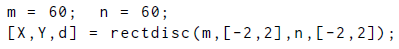 m = 60;  n = 60;
[X,Y,d] = rectdisc(m,[-2,2],n,[-2,2]);